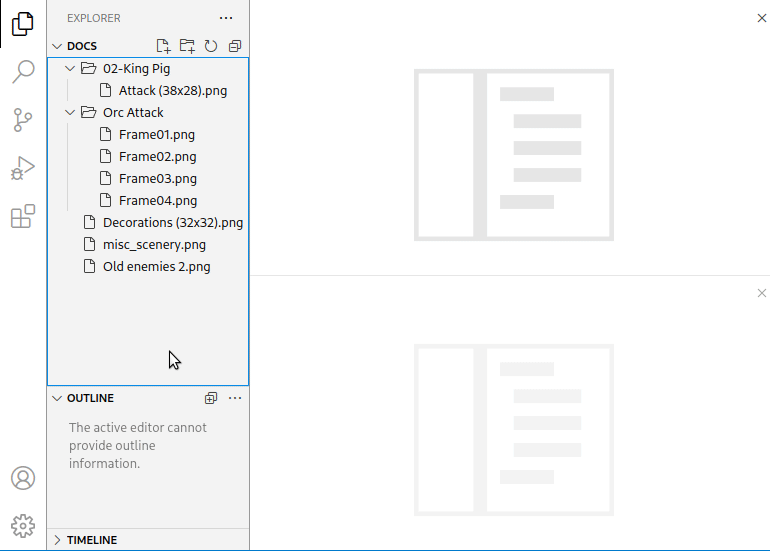 EXPLORER
DOCS
02-King Pig
Attack (38x28).png
Orc Attack
Frame01.png
Frame02.png
Frame03.png
Frame04.png
Decorations (32x32).png
misc_scenery.png
Old enemies 2.png
OUTLINE
The active editor cannot
provide outline
information.
TIMELINE